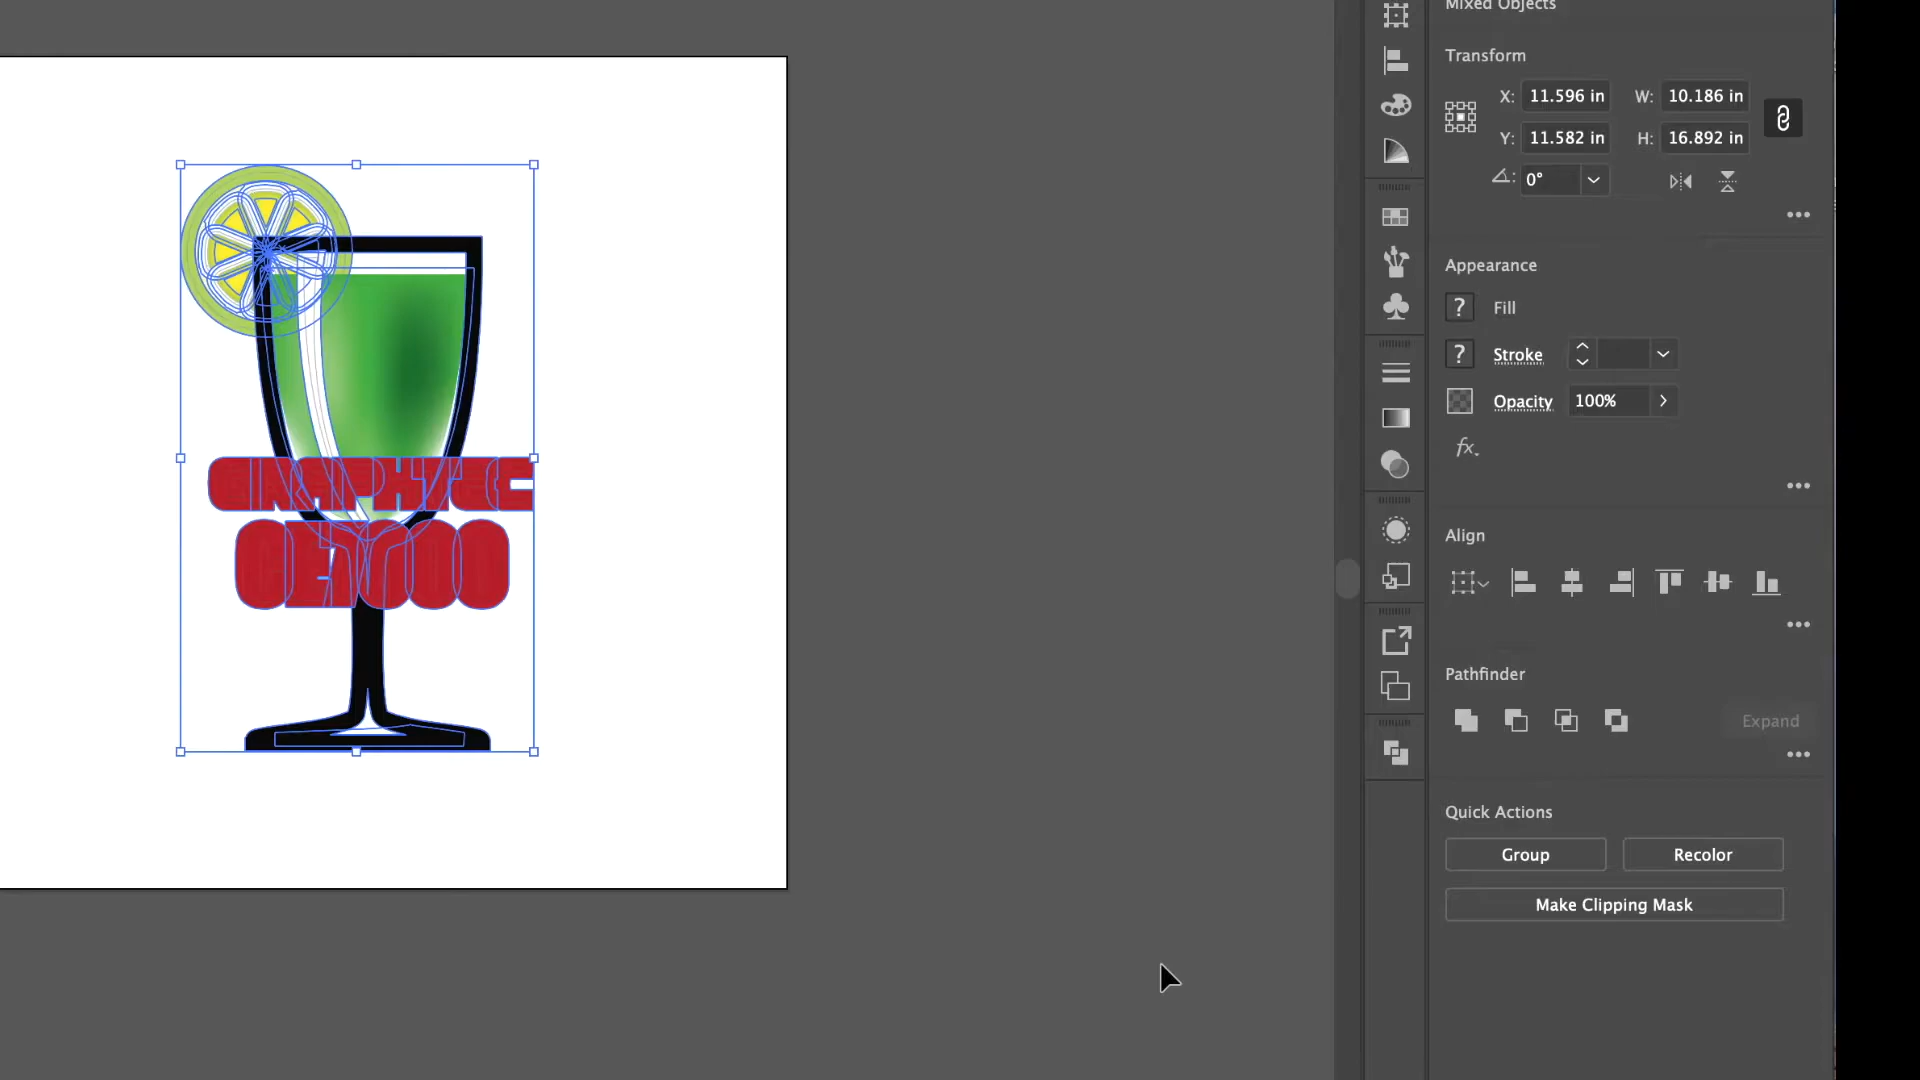 Mixed Objects
Transform
X: 11.596 in W: 10.186 in
Y: 11.582 in H: 16.892 in
0°
Appearance
? Fill
? Stroke
Opacity 100%
fx.
Align
Pathfinder
Expand
Quick Actions
Group Recolor
Make Clipping Mask
GRAPHIC